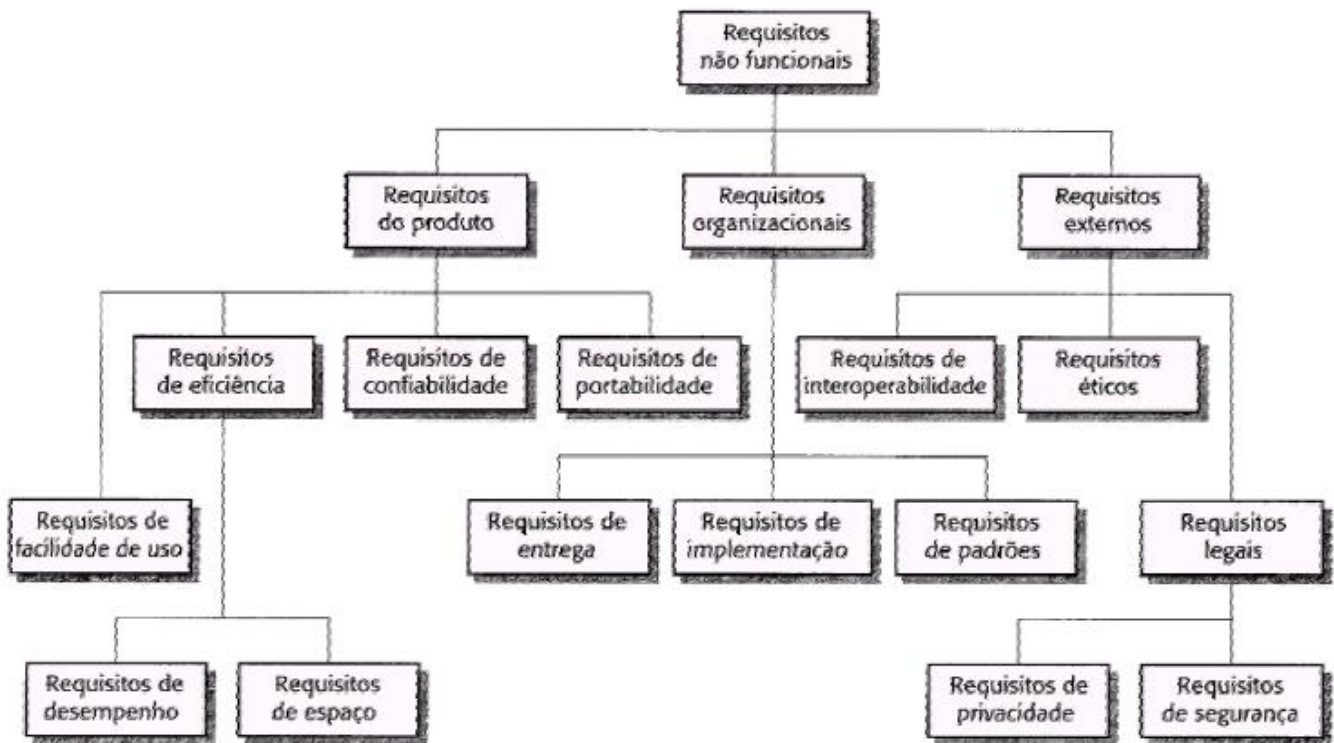 Requisitos
não funcionais
Requisitos
do produto
Requisitos
organizacionais
Requisitos
externos
Requisitos
de eficiência
Requisitos de
confiabilidade
Requisitos de
portabilidade
Requisitos de
interoperabilidade
Requisitos
éticos
Requisitos de
facilidade de uso
Requisitos de
entrega
Requisitos de
implementação
Requisitos
de padrões
Requisitos
legais
Requisitos de
desempenho
Requisitos
de espaço
Requisitos de
privacidade
Requisitos
de segurança